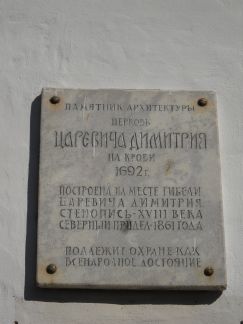 ПАМЯТНИК АРХИТЕКТУРЫ
ЦЕРКОВЬ
ЦАРЕВИЧА ДИМИТРИЯ
НА КРОВИ
1692 г.
ПОСТРОЕНА НА МЕСТЕ ГИБЕЛИ
ЦАРЕВИЧА ДИМИТРИЯ
СТЕНОПИСЬ - XVIII ВЕКА
СЕВЕРНЫЙ ПРИДЕЛ - 1861 ГОДА
ПОДЛЕЖИТ ОХРАНЕ КАК
ВСЕНАРОДНОЕ ДОСТОЯНИЕ